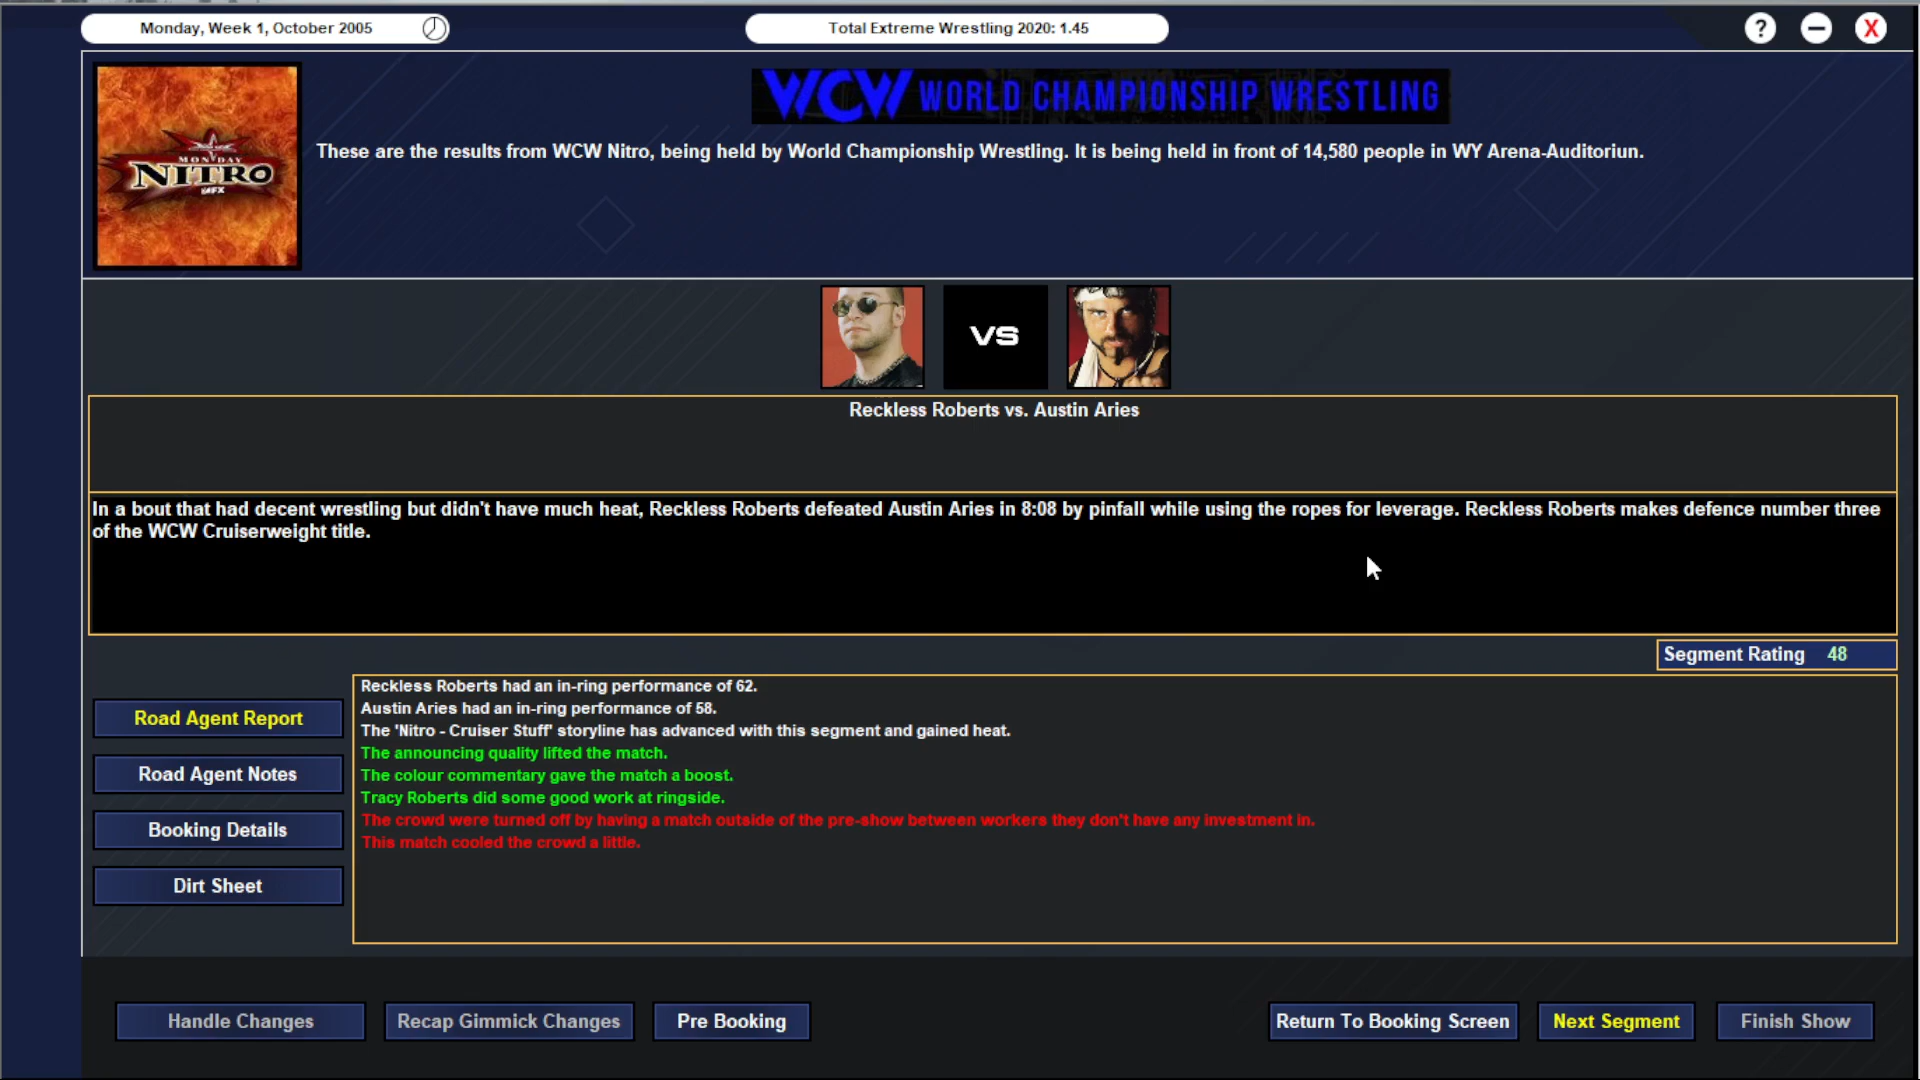 Monday, Week 1, October 2005
Total Extreme Wrestling 2020: 1.45
?
X
WCW WORLD CHAMPIONSHIP WRESTLING
MONDAY
NITRO
These are the results from WCW Nitro, being held by World Championship Wrestling. It is being held in front of 14,580 people in WY Arena-Auditoriun.
VS
Reckless Roberts vs. Austin Aries
In a bout that had decent wrestling but didn't have much heat, Reckless Roberts defeated Austin Aries in 8:08 by pinfall while using the ropes for leverage. Reckless Roberts makes defence number three
of the WCW Cruiserweight title.
Segment Rating 48
Road Agent Report
Road Agent Notes
Booking Details
Dirt Sheet
Reckless Roberts had an in-ring performance of 62.
Austin Aries had an in-ring performance of 58.
The 'Nitro - Cruiser Stuff' storyline has advanced with this segment and gained heat.
The announcing quality lifted the match.
The colour commentary gave the match a boost.
Tracy Roberts did some good work at ringside.
The crowd were turned off by having a match outside of the pre-show between workers they don't have any investment in.
This match cooled the crowd a little.
Handle Changes
Recap Gimmick Changes
Pre Booking
Return To Booking Screen
Next Segment
Finish Show